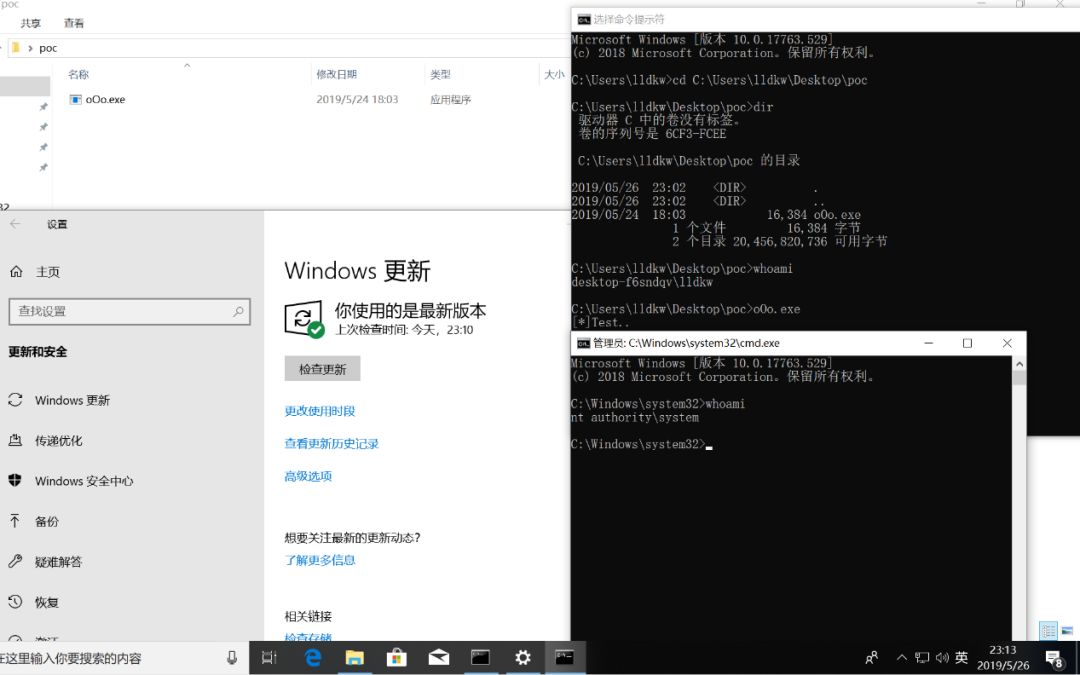 poc
共享 查看
poc
名称 修改日期 类型 大小
oOo.exe 2019/5/24 18:03 应用程序
32
设置
主页
查找设置
更新和安全
Windows 更新
传递优化
Windows 安全中心
备份
疑难解答
恢复
激活
Windows 更新
你使用的是最新版本
上次检查时间: 今天，23:10
检查更新
更改使用时段
查看更新历史记录
高级选项
想要关注最新的更新动态?
了解更多信息
相关链接
检查存储
选择命令提示符
Microsoft Windows [版本 10.0.17763.529]
(c) 2018 Microsoft Corporation。保留所有权利。
C:\Users\lldkw>cd C:\Users\lldkw\Desktop\poc
C:\Users\lldkw\Desktop\poc>dir
驱动器 C 中的卷没有标签。
卷的序列号是 6CF3-FCEE
C:\Users\lldkw\Desktop\poc 的目录
2019/05/26 23:02 <DIR> .
2019/05/26 23:02 <DIR> ..
2019/05/24 18:03 16,384 oOo.exe
1 个文件 16,384 字节
2 个目录 20,456,820,736 可用字节
C:\Users\lldkw\Desktop\poc>whoami
desktop-f6sndqv\lldkw
C:\Users\lldkw\Desktop\poc>oOo.exe
[*]Test..
管理员: C:\Windows\system32\cmd.exe
Microsoft Windows [版本 10.0.17763.529]
(c) 2018 Microsoft Corporation。保留所有权利。
C:\Windows\system32>whoami
nt authority\system
C:\Windows\system32>
在这里输入你要搜索的内容
英
23:13
2019/5/26
8